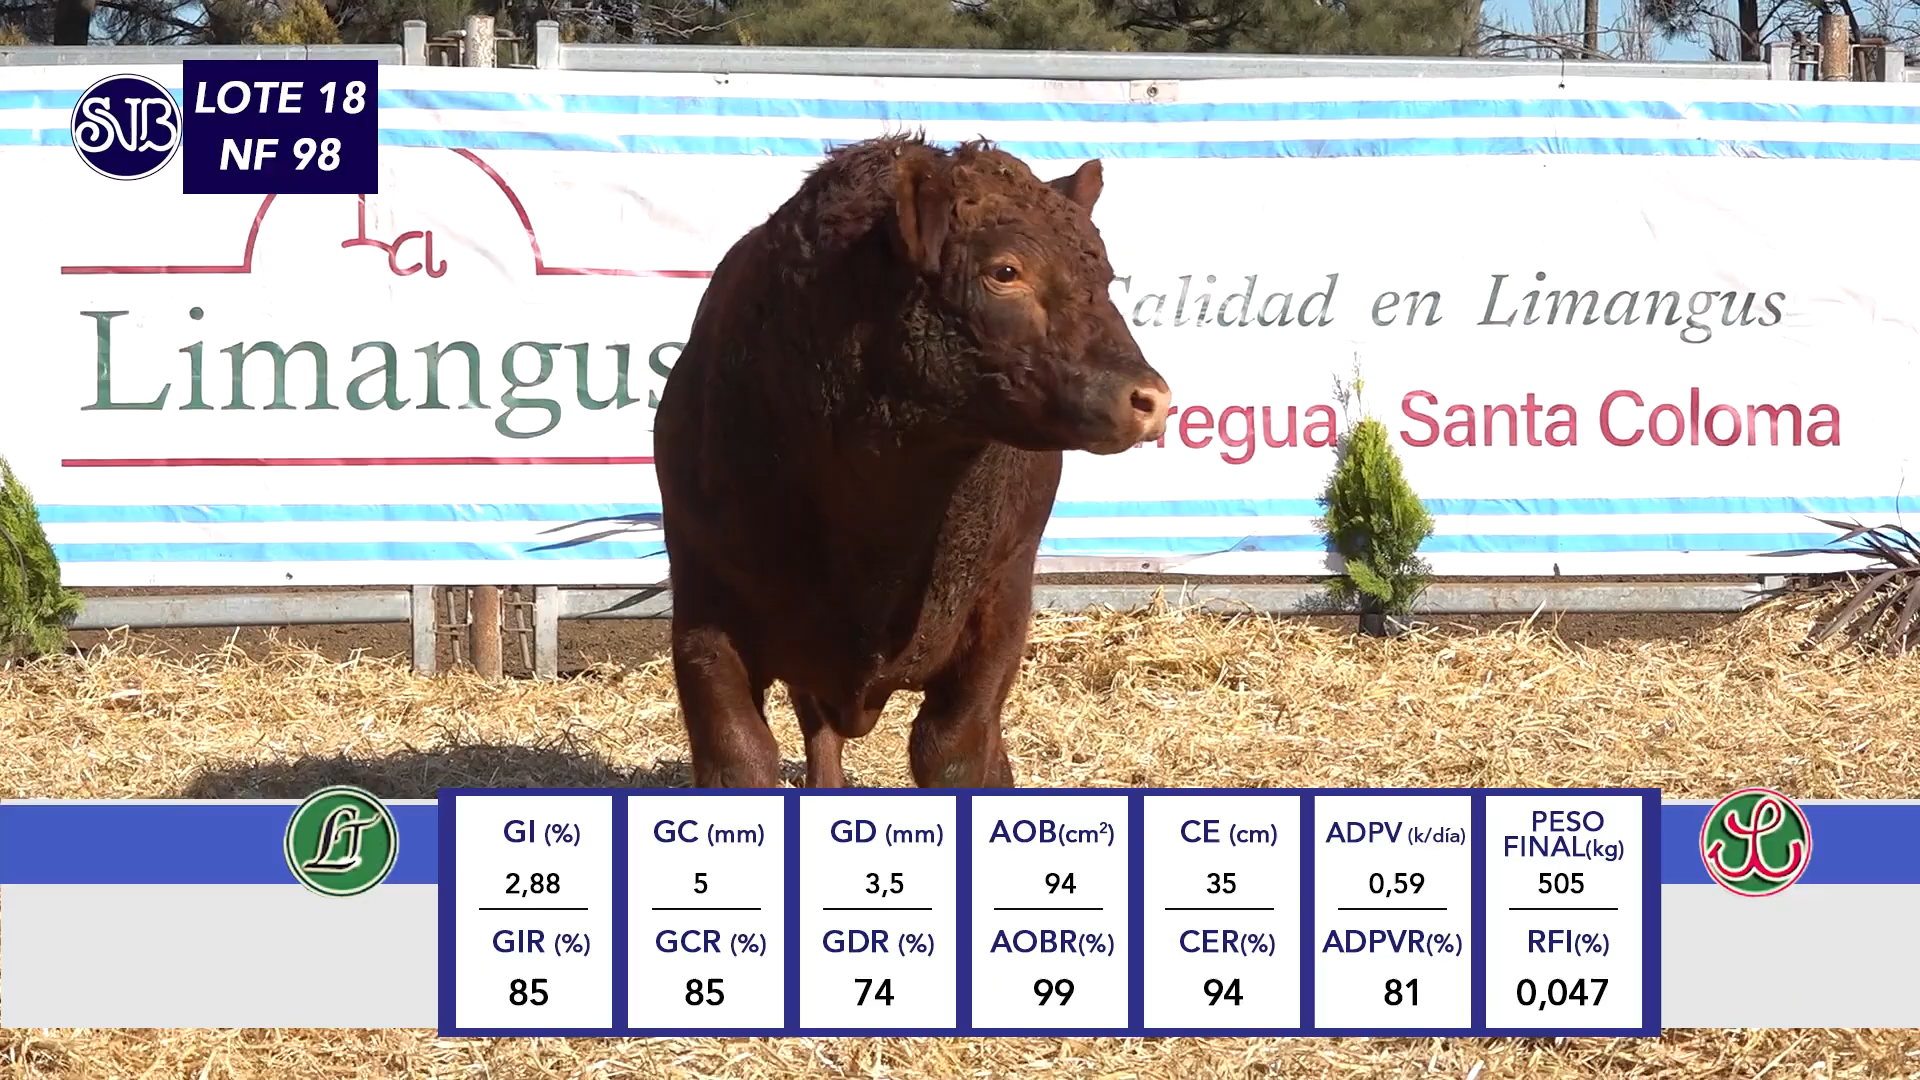 SJB
LOTE 18
NF 98
La
Limangus
Calidad en Limangus
regua Santa Coloma
LT
GI (%)
2,88
GIR (%)
85
GC (mm)
5
GCR (%)
85
GD (mm)
3,5
GDR (%)
74
AOB(cm²)
94
AOBR(%)
99
CE (cm)
35
CER(%)
94
ADPV (k/día)
0,59
ADPVR(%)
81
PESO
FINAL(kg)
505
RFI(%)
0,047